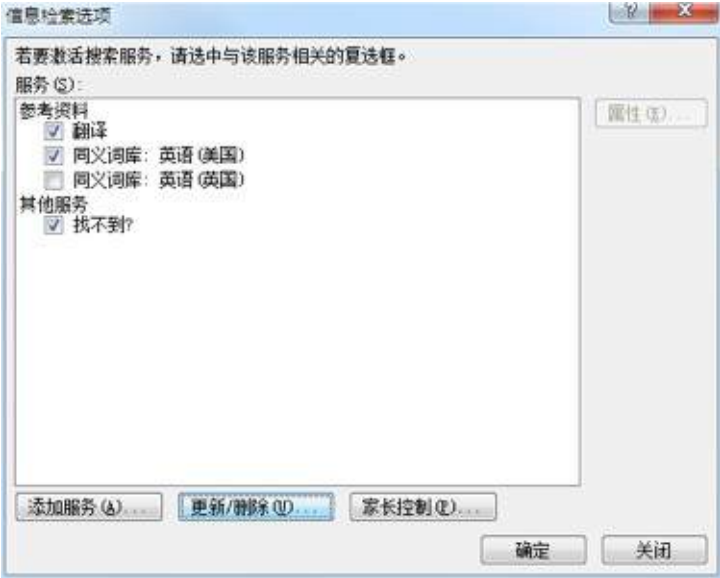 信息检索选项
若要激活搜索服务，请选中与该服务相关的复选框。
服务(S):
属性(E)...
参考资料
翻译
同义词库: 英语(美国)
同义词库: 英语(英国)
其他服务
找不到?
添加服务(A)...
更新/删除(U)...
家长控制(P)...
确定
关闭